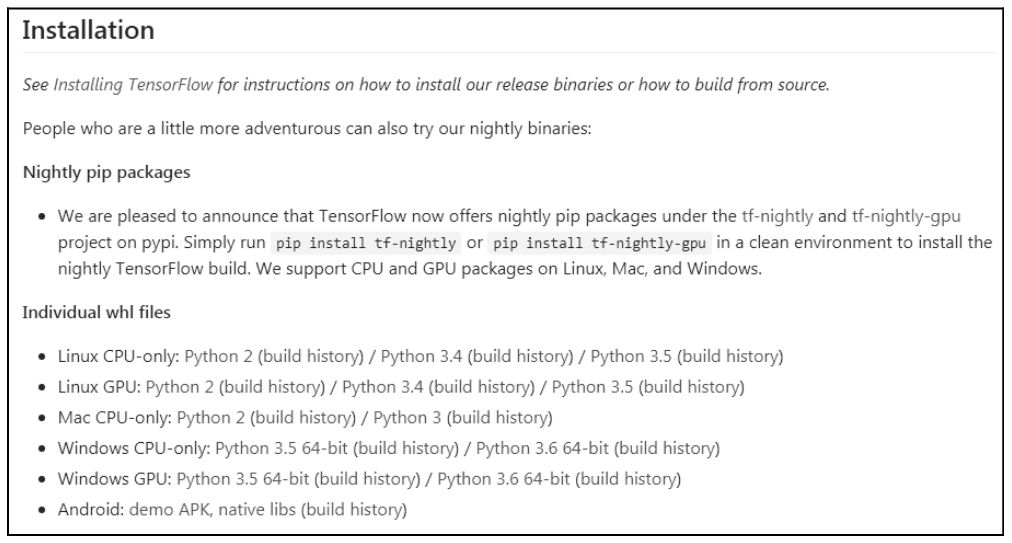 Installation
See Installing TensorFlow for instructions on how to install our release binaries or how to build from source.
People who are a little more adventurous can also try our nightly binaries:
Nightly pip packages
• We are pleased to announce that TensorFlow now offers nightly pip packages under the tf-nightly and tf-nightly-gpu
project on pypi. Simply run pip install tf-nightly or pip install tf-nightly-gpu in a clean environment to install the
nightly TensorFlow build. We support CPU and GPU packages on Linux, Mac, and Windows.
Individual whl files
• Linux CPU-only: Python 2 (build history) / Python 3.4 (build history) / Python 3.5 (build history)
• Linux GPU: Python 2 (build history) / Python 3.4 (build history) / Python 3.5 (build history)
• Mac CPU-only: Python 2 (build history) / Python 3 (build history)
• Windows CPU-only: Python 3.5 64-bit (build history) / Python 3.6 64-bit (build history)
• Windows GPU: Python 3.5 64-bit (build history) / Python 3.6 64-bit (build history)
• Android: demo APK, native libs (build history)